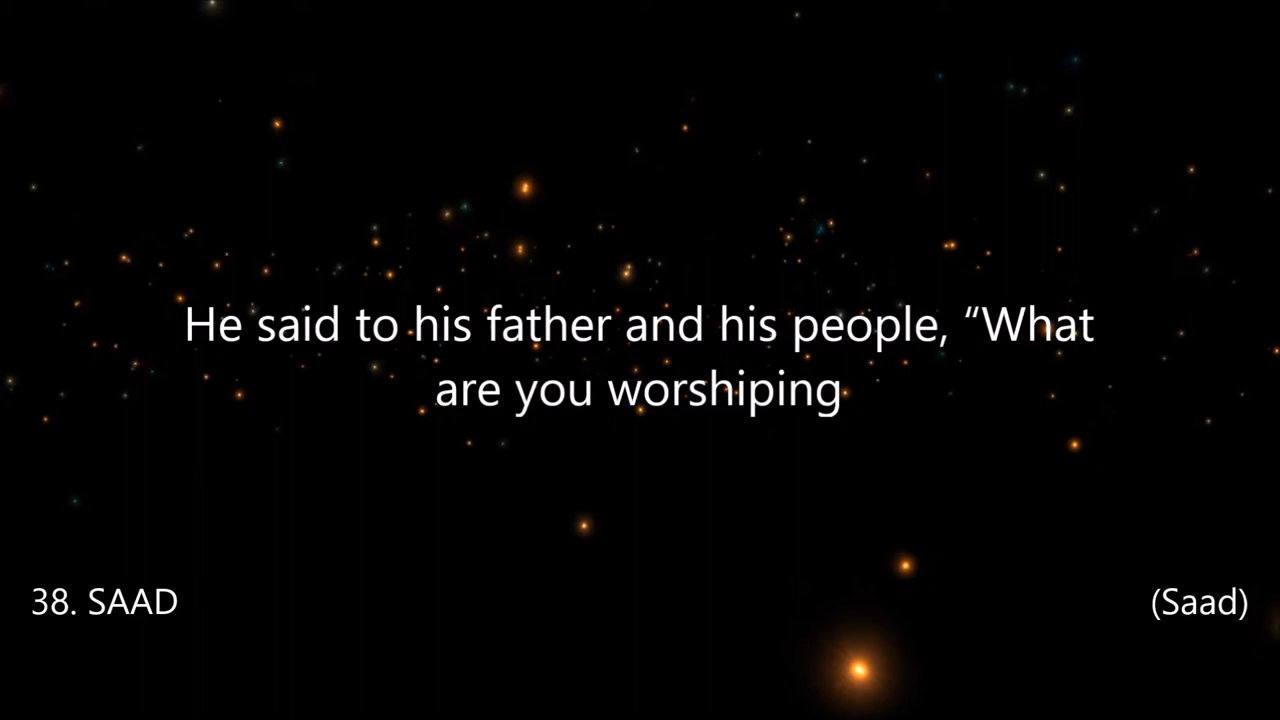 He said to his father and his people, “What
are you worshiping
38. SAAD
(Saad)